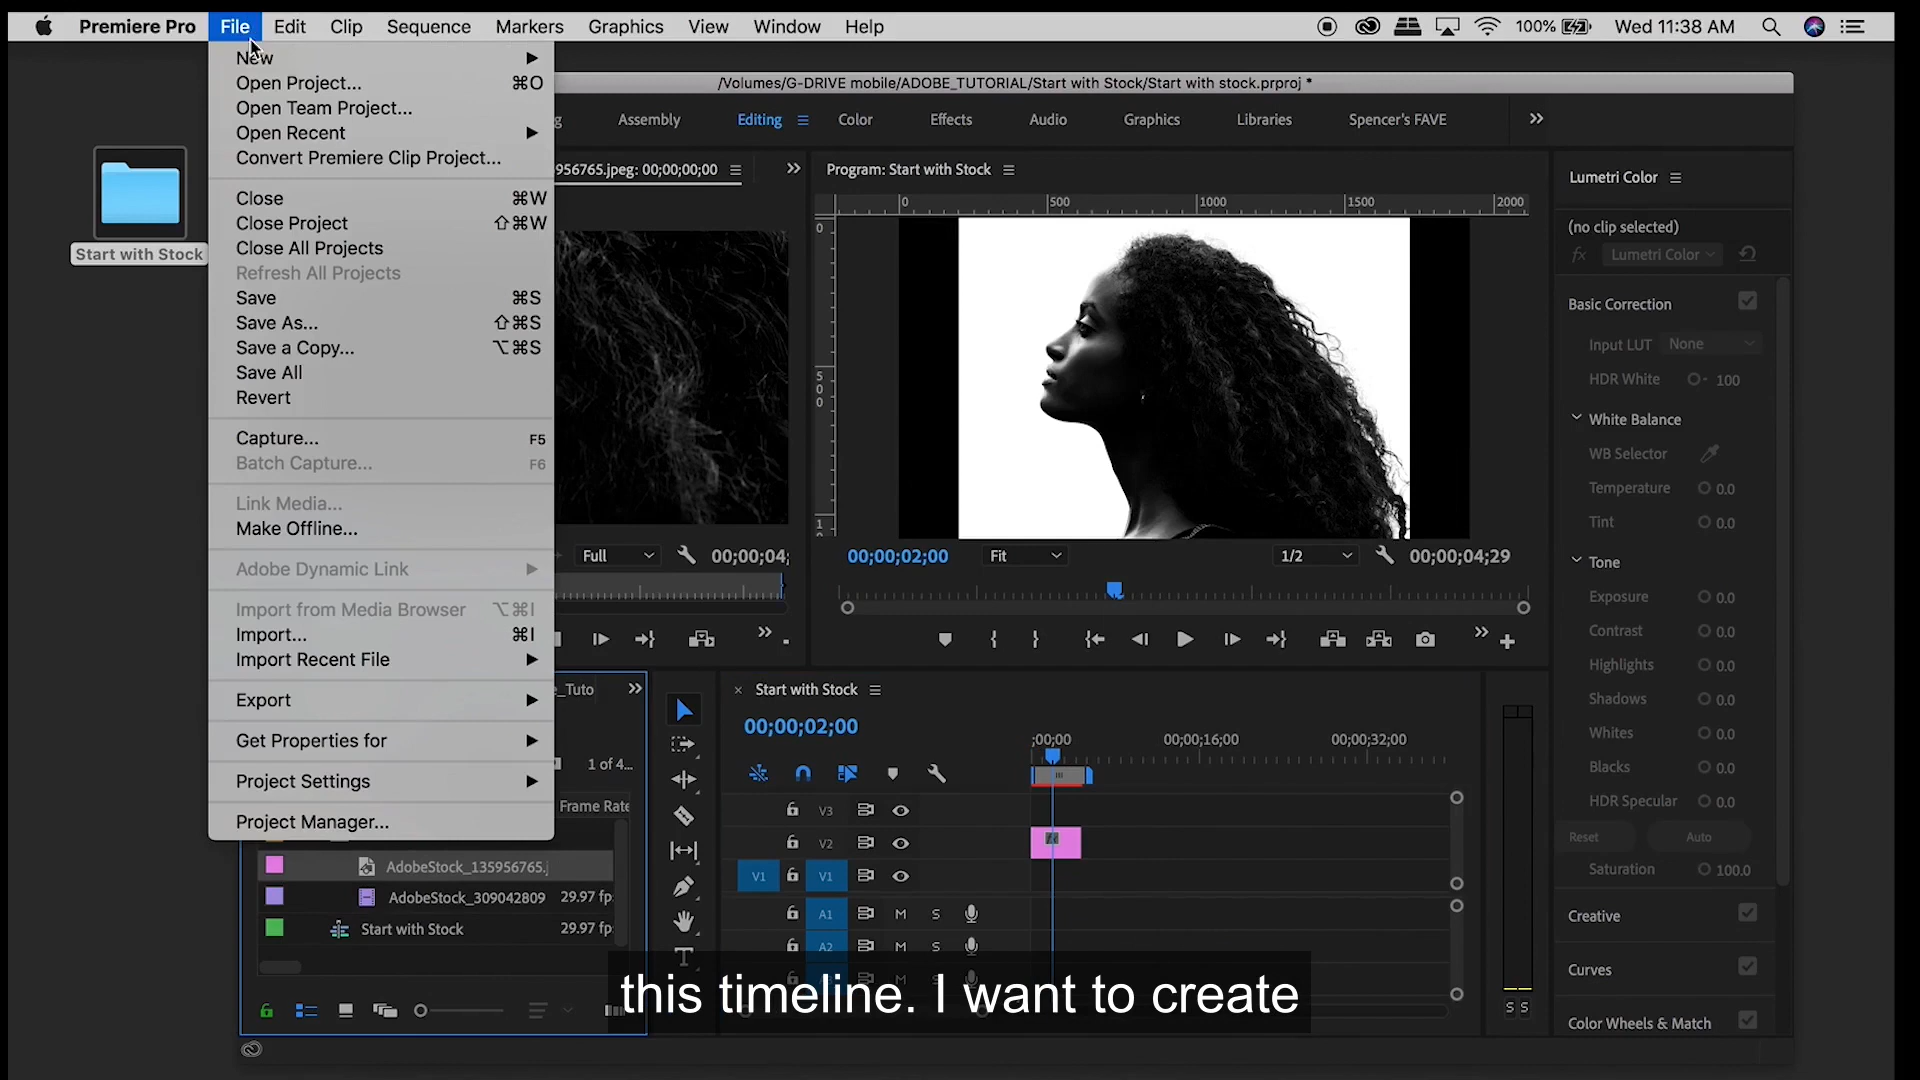 Premiere Pro File Edit Clip Sequence Markers Graphics View Window Help 100% Wed 11:38 AM
New
Open Project... ⌘O
Open Team Project...
Open Recent
Convert Premiere Clip Project...
Close ⌘W
Close Project ⇧⌘W
Close All Projects
Refresh All Projects
Save ⌘S
Save As... ⇧⌘S
Save a Copy... ⌥⌘S
Save All
Revert
Capture... F5
Batch Capture... F6
Link Media...
Make Offline...
Adobe Dynamic Link
Import from Media Browser ⌥⌘I
Import... ⌘I
Import Recent File
Export
Get Properties for
Project Settings
Project Manager...
Start with Stock
/Volumes/G-DRIVE mobile/ADOBE_TUTORIAL/Start with Stock/Start with stock.prproj *
Assembly Editing Color Effects Audio Graphics Libraries Spencer's FAVE
956765.jpeg: 00;00;00;00
Full 00;00;04;
Program: Start with Stock
0 500 1000 1500 2000
0
500
1
00;00;02;00 Fit 1/2 00;00;04;29
Lumetri Color
(no clip selected)
fx Lumetri Color
Basic Correction
Input LUT None
HDR White 100
White Balance
WB Selector
Temperature 0.0
Tint 0.0
Tone
Exposure 0.0
Contrast 0.0
Highlights 0.0
Shadows 0.0
Whites 0.0
Blacks 0.0
HDR Specular 0.0
Reset Auto
Saturation 100.0
Creative
Curves
Color Wheels & Match
_Tuto
1 of 4...
Frame Rate
AdobeStock_135956765.j
AdobeStock_309042809 29.97 fp
Start with Stock 29.97 fp
× Start with Stock
00;00;02;00
;00;00 00;00;16;00 00;00;32;00
V3
V2
V1 V1
A1 M S
A2 M S
S S
this timeline. I want to create